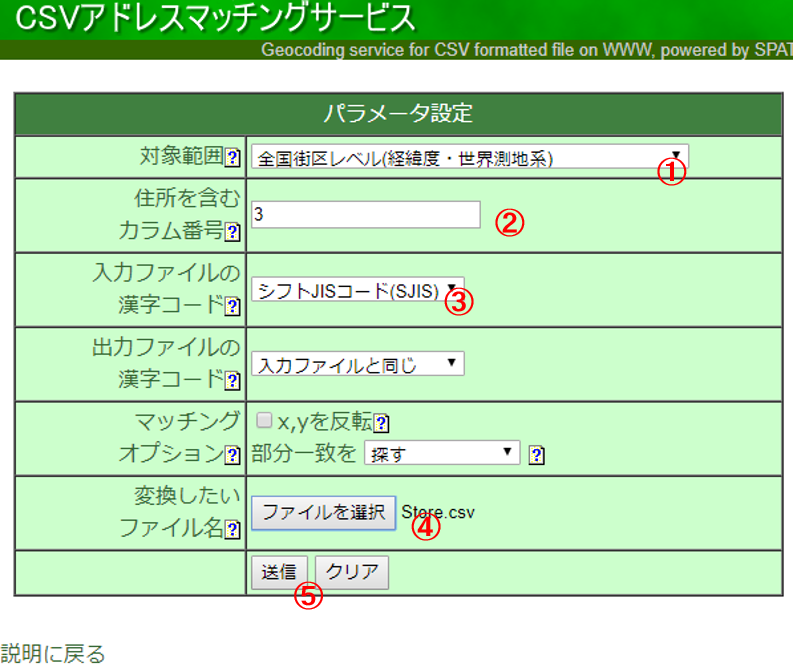 CSVアドレスマッチングサービス
Geocoding service for CSV formatted file on WWW, powered by SPAT
パラメータ設定
対象範囲? 全国街区レベル(経緯度・世界測地系) ▼ ①
住所を含む
カラム番号? 3 ②
入力ファイルの
漢字コード? シフトJISコード(SJIS) ▼ ③
出力ファイルの
漢字コード? 入力ファイルと同じ ▼
マッチング
オプション? x,yを反転?
部分一致を 探す ▼ ?
変換したい
ファイル名? ファイルを選択 Store.csv ④
送信 クリア ⑤
説明に戻る